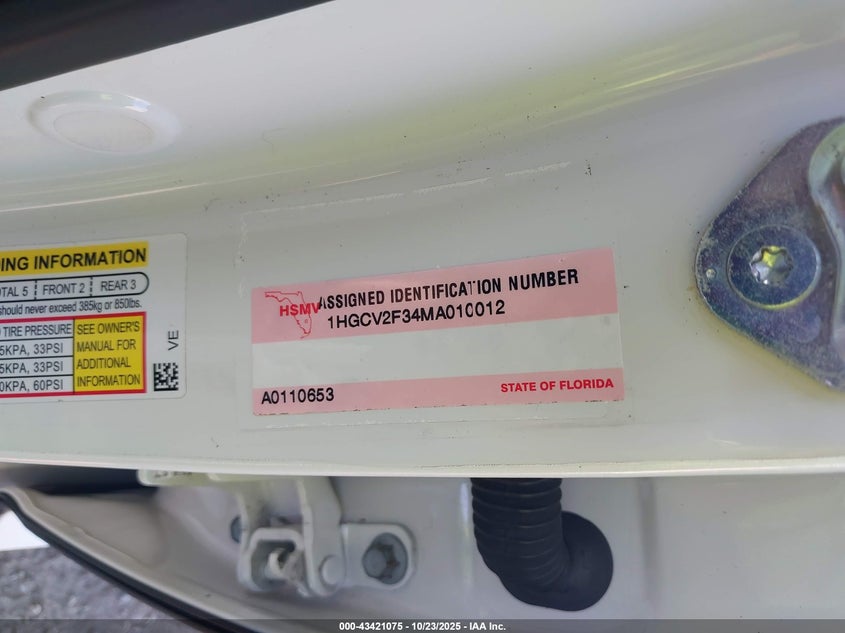 ING INFORMATION
OTAL 5 FRONT 2 REAR 3
should never exceed 385kg or 850lbs.
TIRE PRESSURE SEE OWNER'S
5KPA, 33PSI MANUAL FOR
5KPA, 33PSI ADDITIONAL
0KPA, 60PSI INFORMATION
VE
HSMV ASSIGNED IDENTIFICATION NUMBER
1HGCV2F34MA010012
A0110653 STATE OF FLORIDA
000-43421075 | 10/23/2025 - IAA Inc.